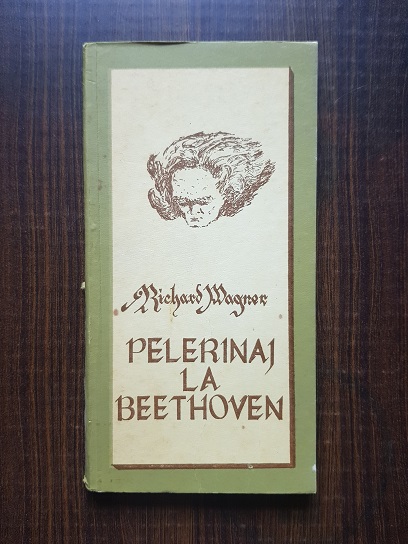 Richard Wagner
PELERINAJ
LA
BEETHOVEN